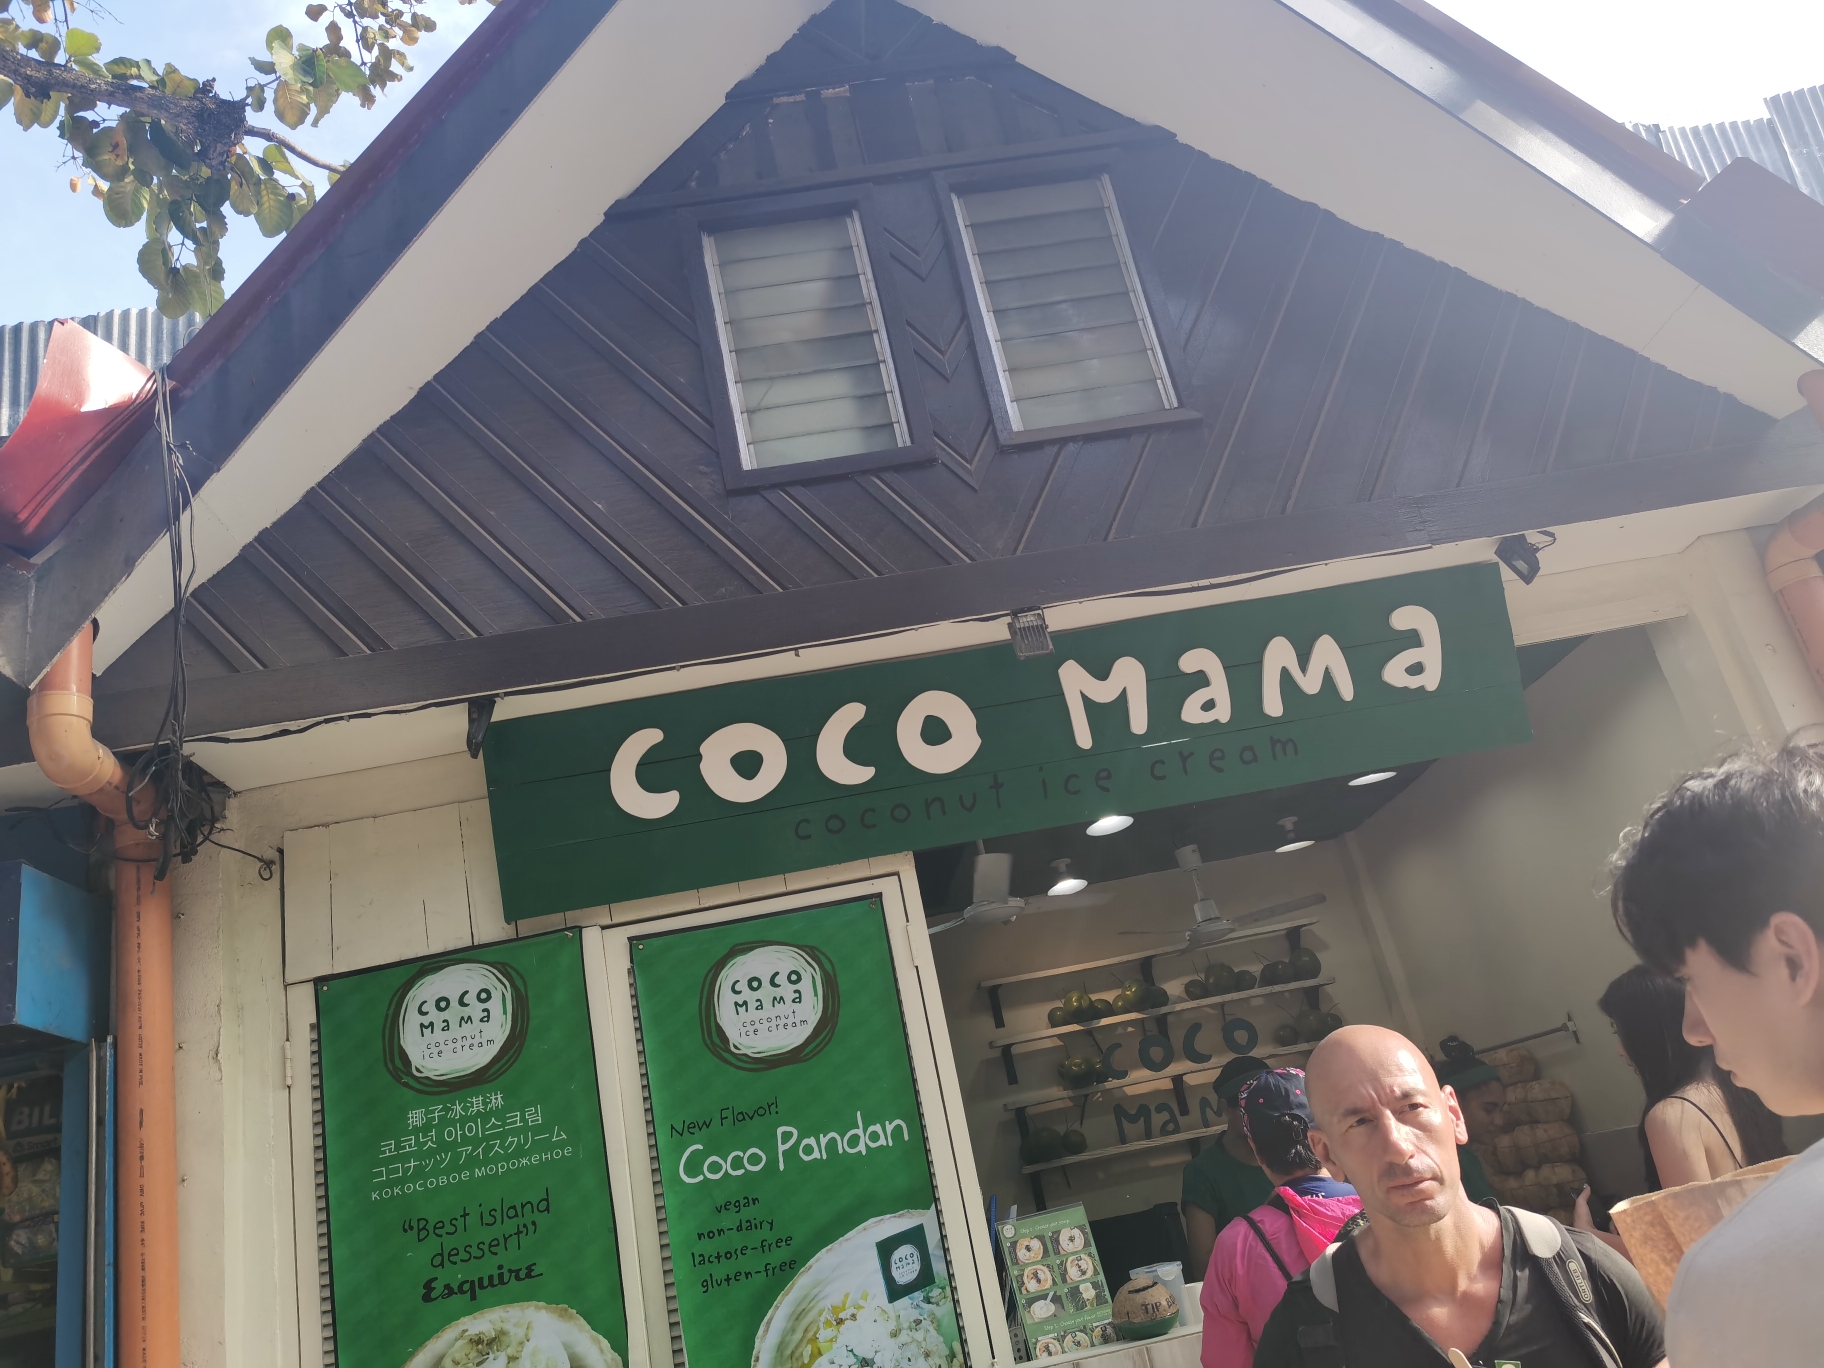 coco mama
coconut ice cream
coco
mama
coconut
ice cream
椰子冰淇淋
코코넛 아이스크림
ココナッツ アイスクリーム
кокосовое мороженое
“Best island
dessert”
Esquire
coco
mama
coconut
ice cream
New Flavor!
Coco Pandan
vegan
non-dairy
lactose-free
gluten-free
coco
mama
coco
TIP
BIL